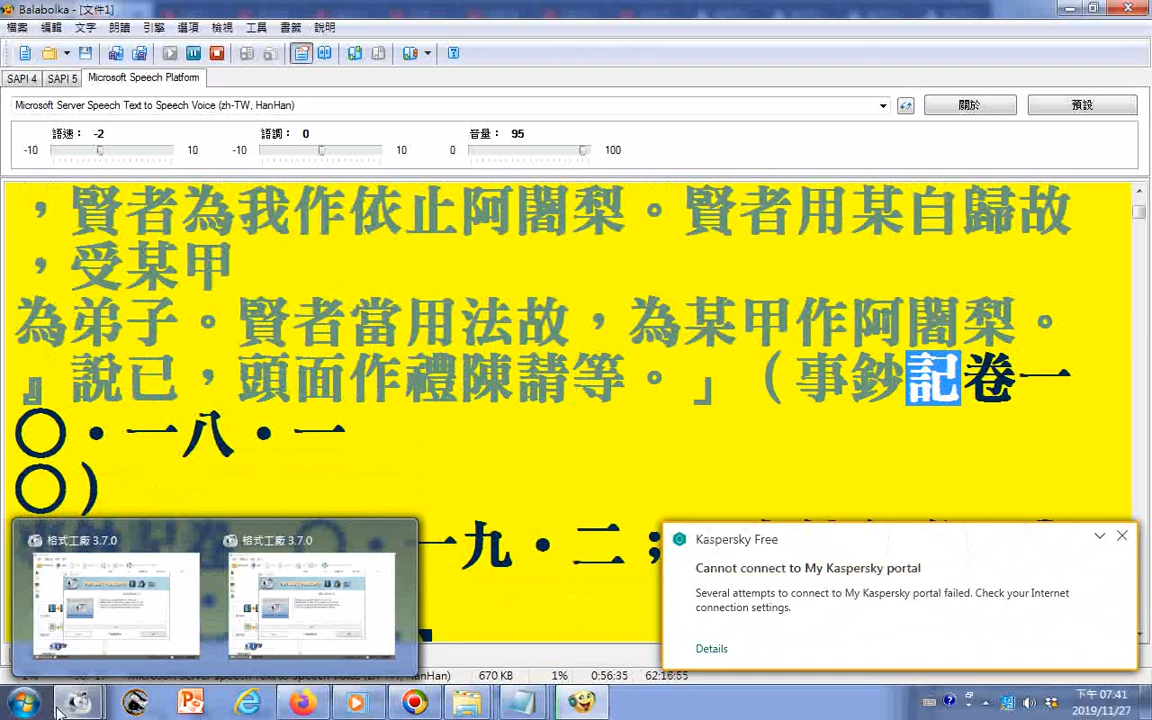 Balabolka - [文件1]
檔案 編輯 文字 朗讀 引擎 選項 檢視 工具 書籤 說明
SAPI 4 SAPI 5 Microsoft Speech Platform
Microsoft Server Speech Text to Speech Voice (zh-TW, HanHan) 關於 預設
語速： -2 語調： 0 音量： 95
-10 10 -10 10 0 100
，賢者為我作依止阿闍梨。賢者用某自歸故
，受某甲
為弟子。賢者當用法故，為某甲作阿闍梨。
』說已，頭面作禮陳請等。」（事鈔記卷一
〇・一八・一
〇）
一九・二；
格式工廠 3.7.0 格式工廠 3.7.0
Kaspersky Free
Cannot connect to My Kaspersky portal
Several attempts to connect to My Kaspersky portal failed. Check your Internet
connection settings.
Details
670 KB 1% 0:56:35 62:16:55
下午 07:41
2019/11/27